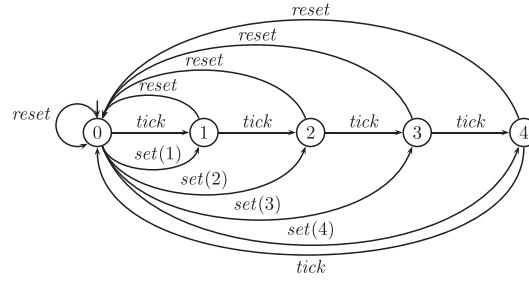 reset
reset
reset
reset
reset
tick
tick
tick
tick
0
1
2
3
4
set(1)
set(2)
set(3)
set(4)
tick